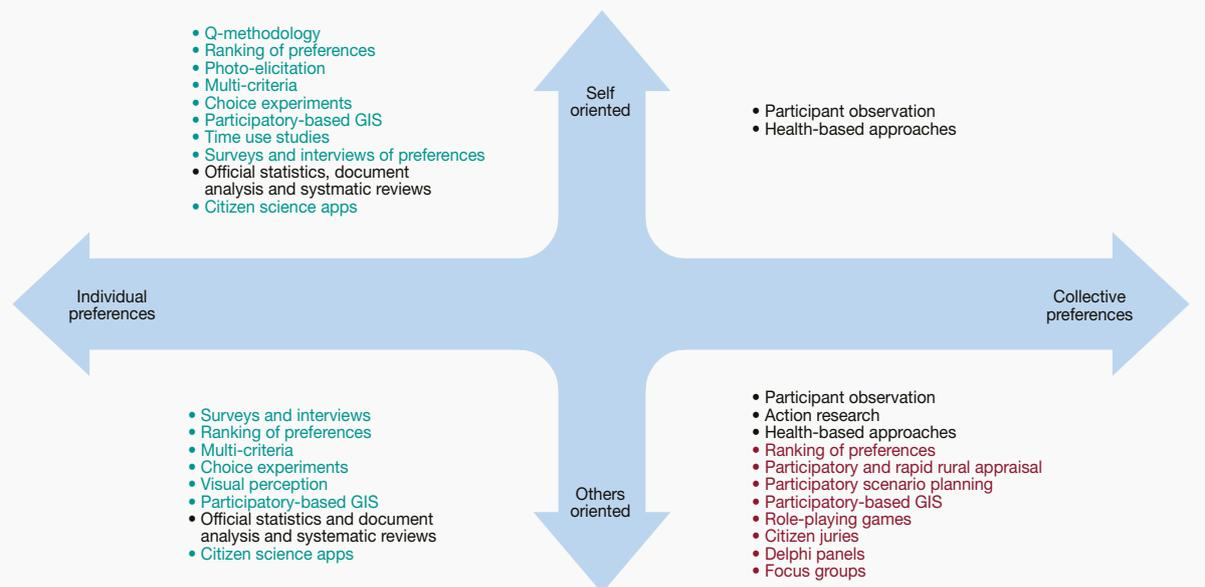 • Q-methodology
• Ranking of preferences
• Photo-elicitation
• Multi-criteria
• Choice experiments
• Participatory-based GIS
• Time use studies
• Surveys and interviews of preferences
• Official statistics, document
analysis and systmatic reviews
• Citizen science apps
Self
oriented
• Participant observation
• Health-based approaches
Individual
preferences
Collective
preferences
• Surveys and interviews
• Ranking of preferences
• Multi-criteria
• Choice experiments
• Visual perception
• Participatory-based GIS
• Official statistics and document
analysis and systematic reviews
• Citizen science apps
Others
oriented
• Participant observation
• Action research
• Health-based approaches
• Ranking of preferences
• Participatory and rapid rural appraisal
• Participatory scenario planning
• Participatory-based GIS
• Role-playing games
• Citizen juries
• Delphi panels
• Focus groups